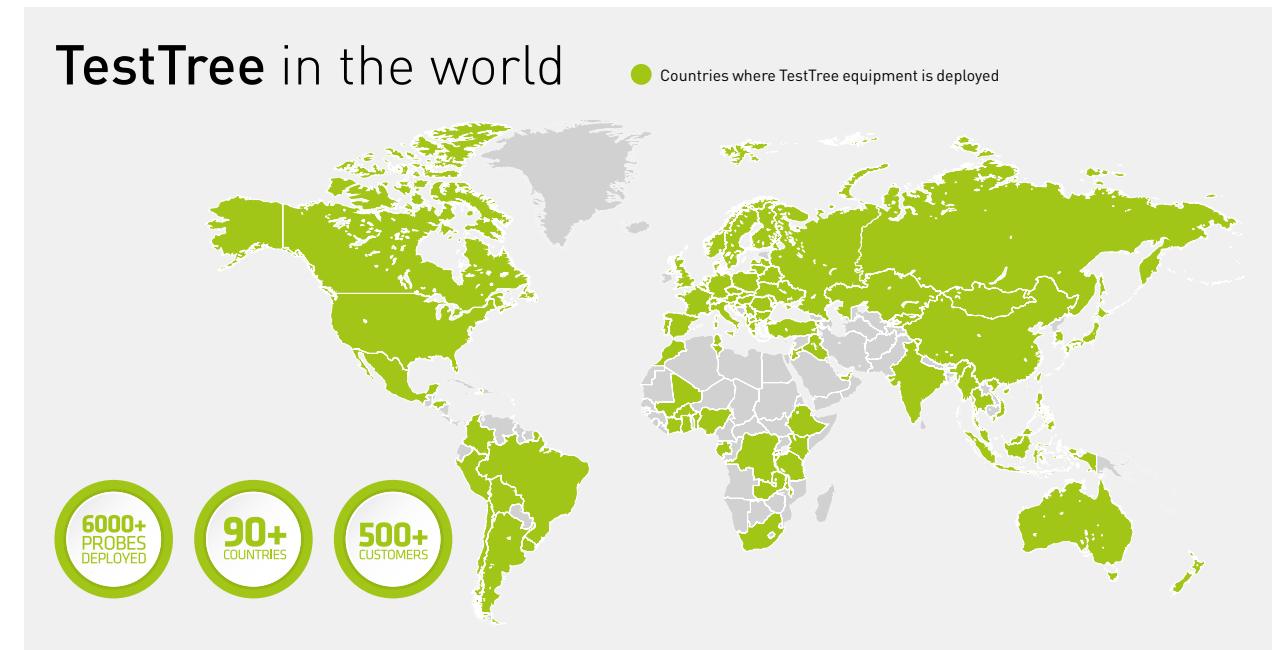 TestTree in the world
Countries where TestTree equipment is deployed
6000+
PROBES
DEPLOYED
90+
COUNTRIES
500+
CUSTOMERS